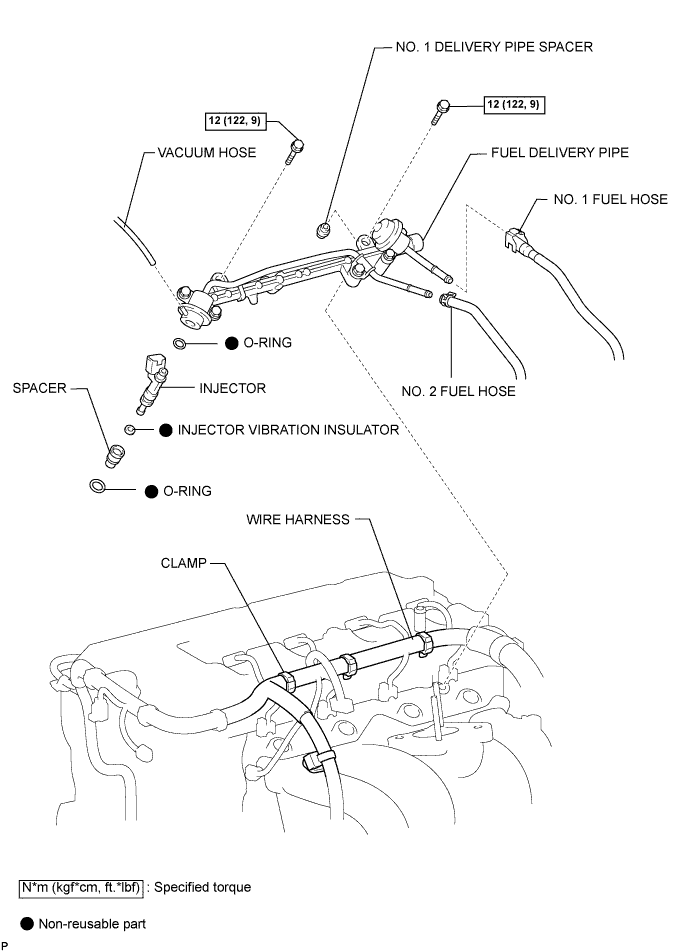 NO. 1 DELIVERY PIPE SPACER
12 (122, 9)
12 (122, 9)
VACUUM HOSE
FUEL DELIVERY PIPE
NO. 1 FUEL HOSE
O-RING
SPACER
INJECTOR
NO. 2 FUEL HOSE
INJECTOR VIBRATION INSULATOR
O-RING
WIRE HARNESS
CLAMP
N*m (kgf*cm, ft.*lbf) : Specified torque
Non-reusable part
P